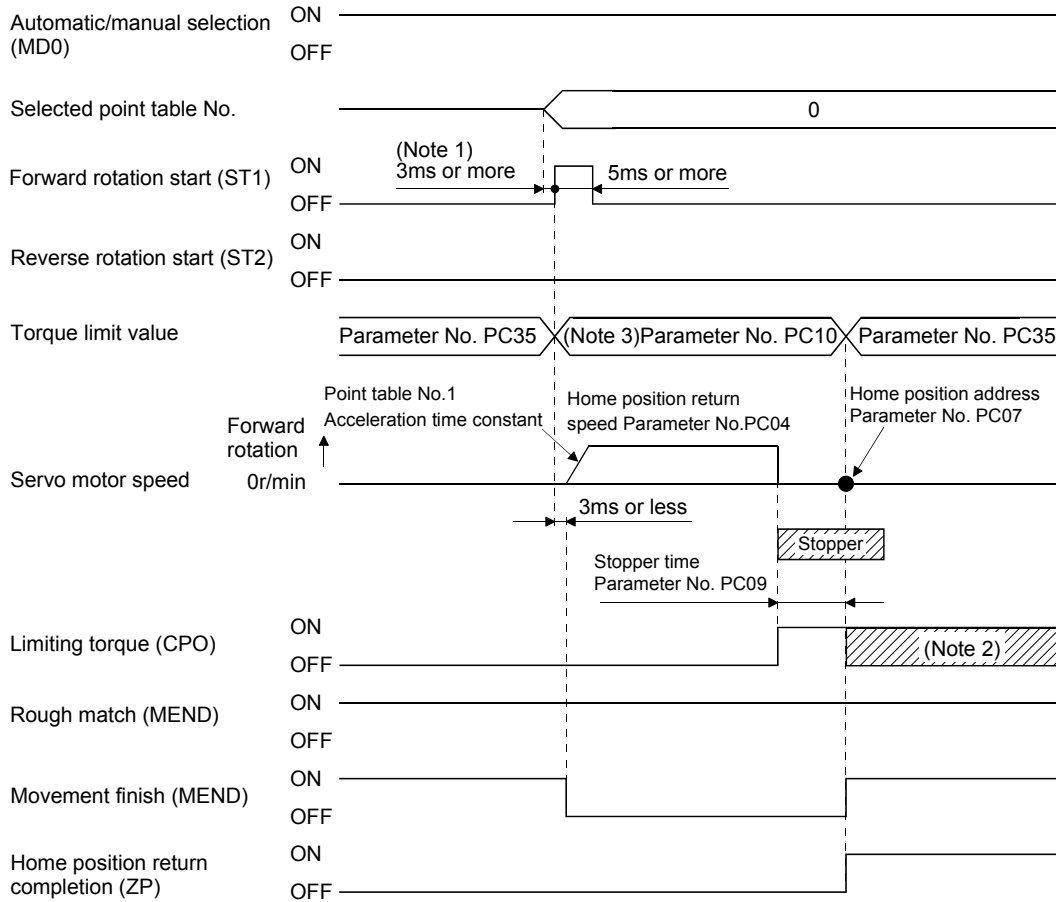 Automatic/manual selection
(MD0)
ON
OFF
Selected point table No.
0
Forward rotation start (ST1)
ON
OFF
(Note 1)
3ms or more
5ms or more
Reverse rotation start (ST2)
ON
OFF
Torque limit value
Parameter No. PC35
(Note 3)Parameter No. PC10
Parameter No. PC35
Point table No.1
Acceleration time constant
Home position return
speed Parameter No.PC04
Home position address
Parameter No. PC07
Forward
rotation
Servo motor speed
0r/min
3ms or less
Stopper
Stopper time
Parameter No. PC09
Limiting torque (CPO)
ON
OFF
(Note 2)
Rough match (MEND)
ON
OFF
Movement finish (MEND)
ON
OFF
Home position return
completion (ZP)
ON
OFF